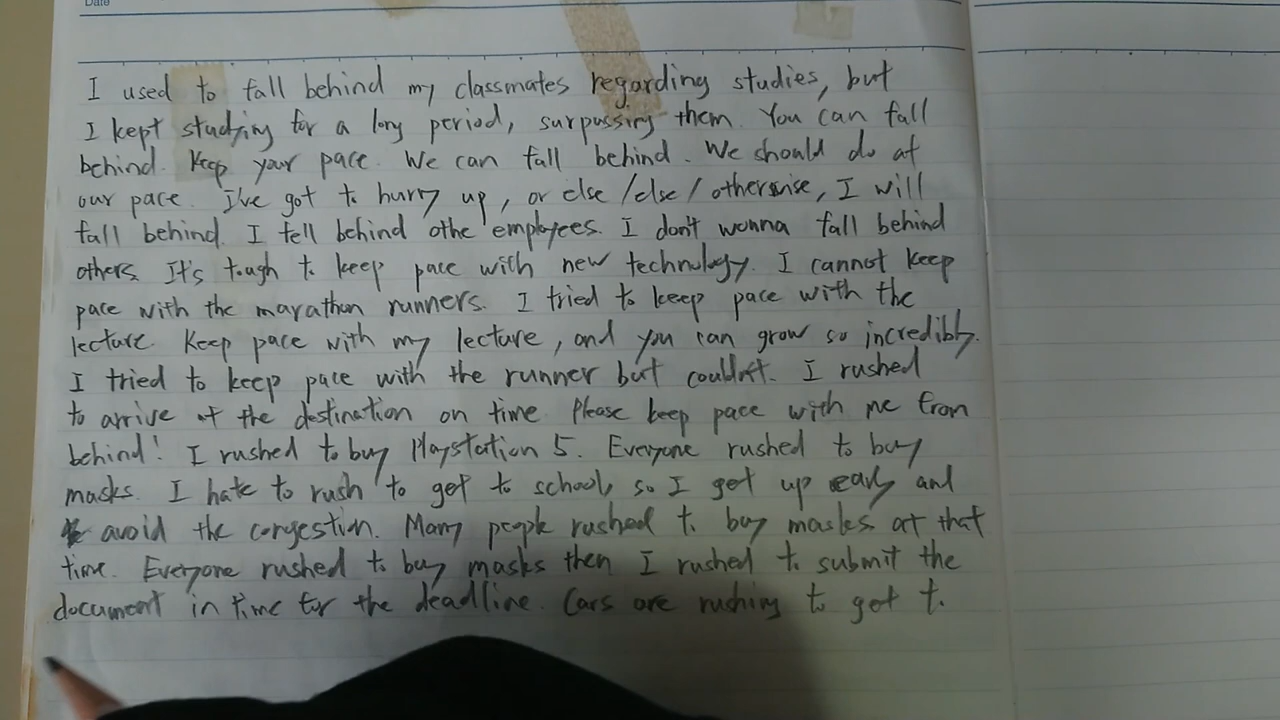 Date
I used to fall behind my classmates regarding studies, but
I kept studying for a long period, surpassing them. You can fall
behind. Keep your pace. We can fall behind. We should do at
our pace. I've got to hurry up, or else /else / otherwise, I will
fall behind. I fell behind othe employees. I don't wanna fall behind
others. It's tough to keep pace with new technology. I cannot keep
pace with the marathon runners. I tried to keep pace with the
lecture. Keep pace with my lecture, and you can grow so incredibly.
I tried to keep pace with the runner but couldn't. I rushed
to arrive at the destination on time. Please keep pace with me from
behind! I rushed to buy Playstation 5. Everyone rushed to buy
masks. I hate to rush to get to school, so I get up early and
avoid the congestion. Many people rushed to buy masks at that
time. Everyone rushed to buy masks then. I rushed to submit the
document in time for the deadline. Cars are rushing to get t.